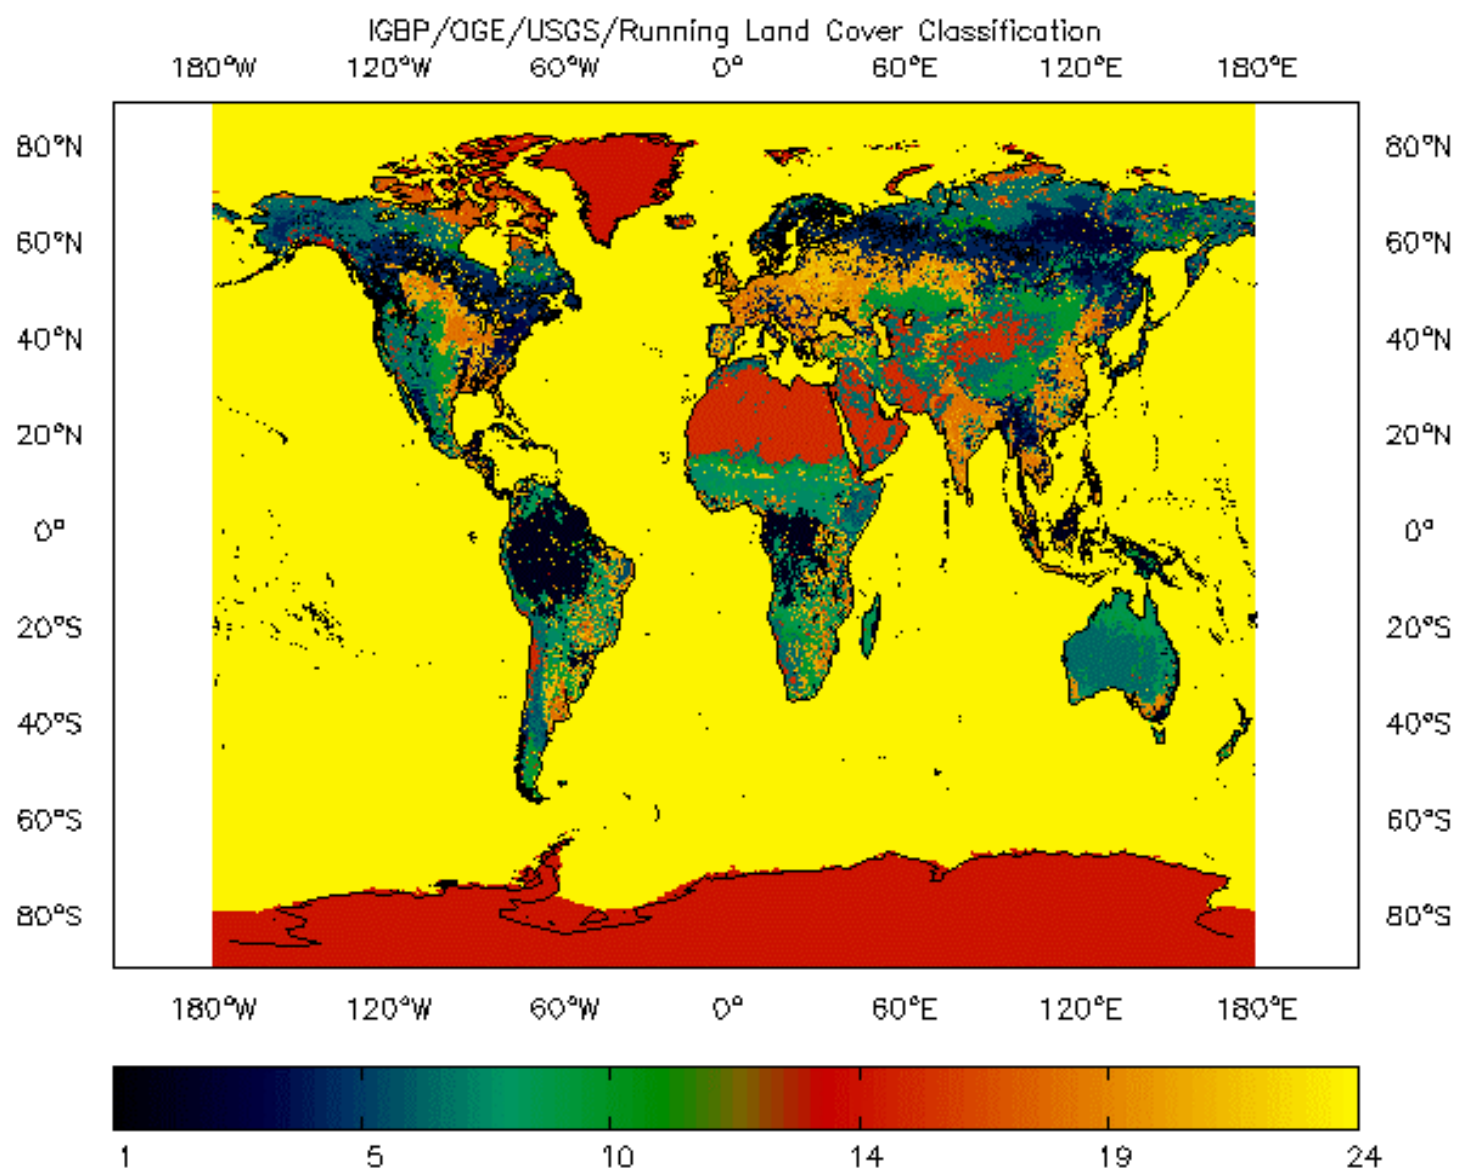 IGBP/OGE/USGS/Running Land Cover Classification
180°W 120°W 60°W 0° 60°E 120°E 180°E
80°N 80°N
60°N 60°N
40°N 40°N
20°N 20°N
0° 0°
20°S 20°S
40°S 40°S
60°S 60°S
80°S 80°S
180°W 120°W 60°W 0° 60°E 120°E 180°E
1 5 10 14 19 24